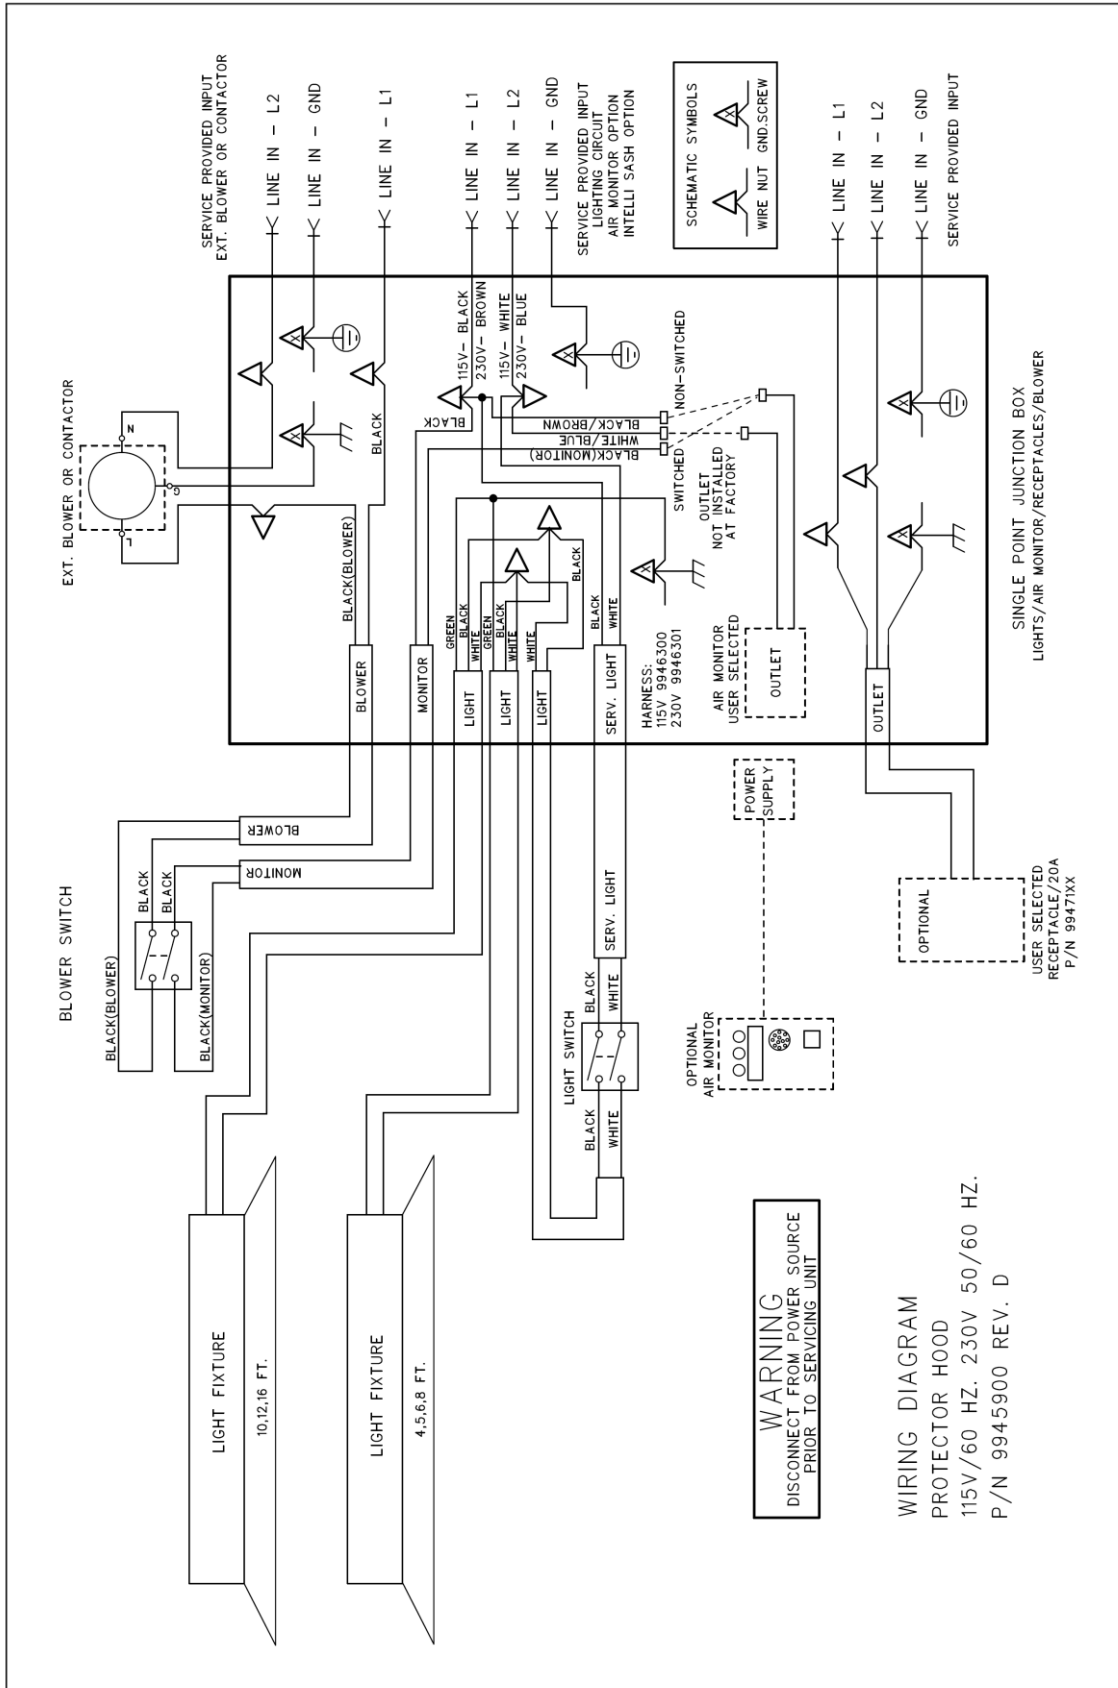 EXT. BLOWER OR CONTACTOR
N
G
L
SERVICE PROVIDED INPUT
EXT. BLOWER OR CONTACTOR
LINE IN - L2
LINE IN - GND
LINE IN - L1
LINE IN - L1
LINE IN - L2
LINE IN - GND
SERVICE PROVIDED INPUT
LIGHTING CIRCUIT
AIR MONITOR OPTION
INTELLI SASH OPTION
SCHEMATIC SYMBOLS
WIRE NUT
GND.SCREW
X
LINE IN - L1
LINE IN - L2
LINE IN - GND
SERVICE PROVIDED INPUT
X
X
BLACK
BLACK(BLOWER)
BLACK
115V- BLACK
230V- BROWN
115V- WHITE
230V- BLUE
X
NON-SWITCHED
BLACK/BROWN
WHITE/BLUE
BLACK(MONITOR)
SWITCHED
OUTLET
NOT INSTALLED
AT FACTORY
X
X
X
GREEN
BLACK
WHITE
GREEN
BLACK
WHITE
BLACK
BLACK
WHITE
BLOWER
MONITOR
LIGHT
LIGHT
LIGHT
SERV. LIGHT
HARNESS:
115V 9946300
230V 9946301
AIR MONITOR
USER SELECTED
OUTLET
OUTLET
SINGLE POINT JUNCTION BOX
LIGHTS/AIR MONITOR/RECEPTACLES/BLOWER
BLOWER SWITCH
BLACK(BLOWER)
BLACK
BLACK
BLACK(MONITOR)
BLOWER
MONITOR
SERV. LIGHT
BLACK
WHITE
LIGHT SWITCH
BLACK
WHITE
POWER
SUPPLY
OPTIONAL
AIR MONITOR
OPTIONAL
USER SELECTED
RECEPTACLE/20A
P/N 99471XX
LIGHT FIXTURE
10,12,16 FT.
LIGHT FIXTURE
4,5,6,8 FT.
WARNING
DISCONNECT FROM POWER SOURCE
PRIOR TO SERVICING UNIT
WIRING DIAGRAM
PROTECTOR HOOD
115V/60 HZ. 230V 50/60 HZ.
P/N 9945900 REV. D